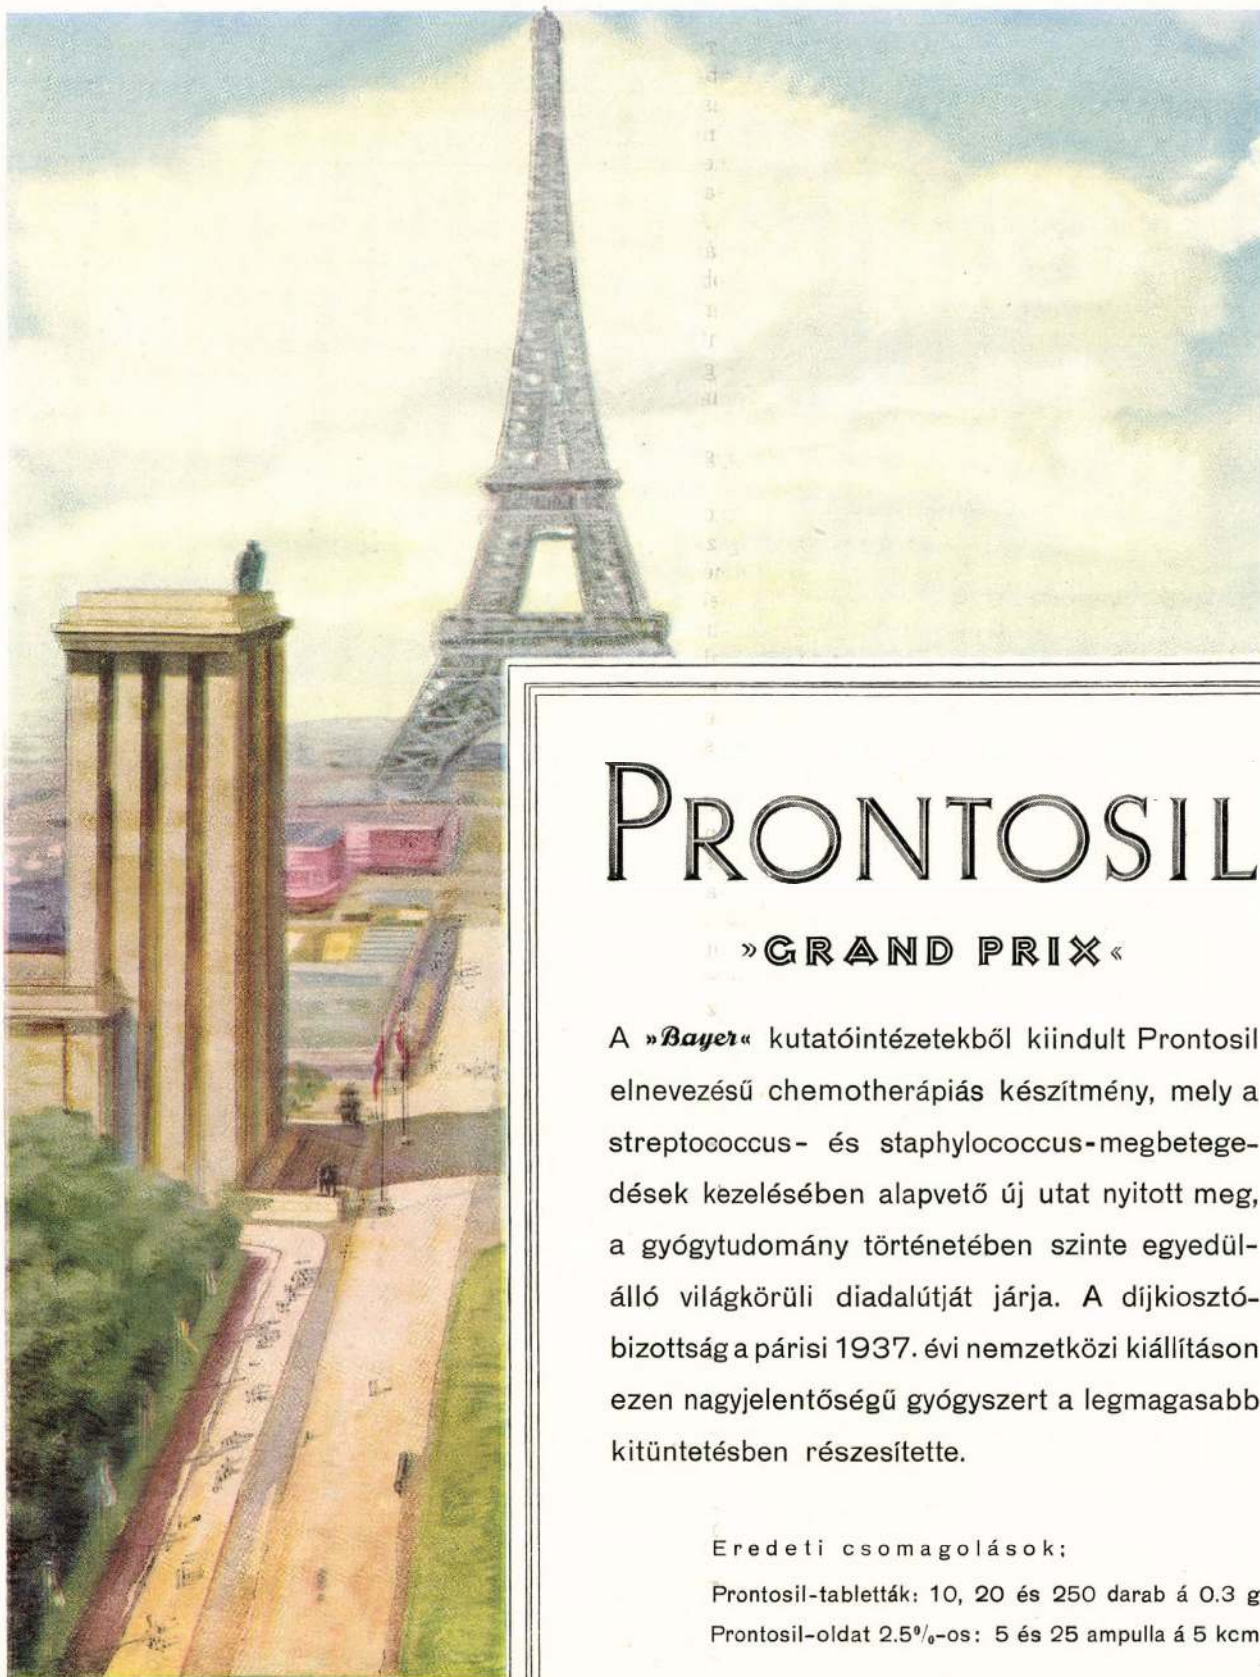 PRONTOSIL
»GRAND PRIX«
A »Bayer« kutatóintézetekből kiindult Prontosil
elnevezésű chemotherápiás készítmény, mely a
streptococcus- és staphylococcus-megbetege-
dések kezelésében alapvető új utat nyitott meg,
a gyógytudomány történetében szinte egyedül-
álló világkörüli diadalútját járja. A díjkiosztó-
bizottság a párisi 1937. évi nemzetközi kiállításon
ezen nagyjelentőségű gyógyszert a legmagasabb
kitüntetésben részesítette.
Eredeti csomagolások:
Prontosil-tabletták: 10, 20 és 250 darab á 0.3 g
Prontosil-oldat 2.5%-os: 5 és 25 ampulla á 5 kcm